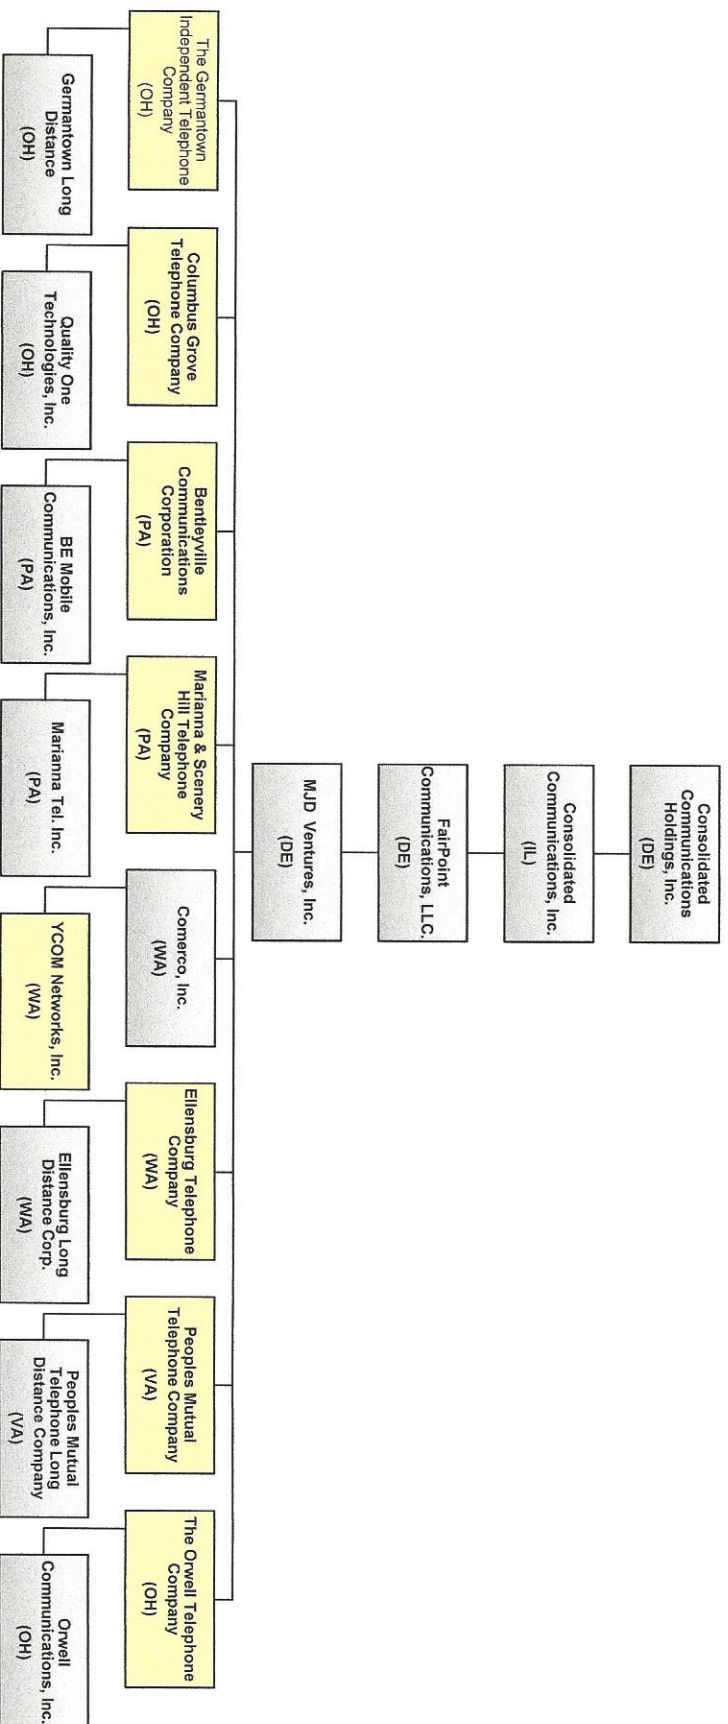 Consolidated
Communications
Holdings, Inc.
(DE)
Consolidated
Communications, Inc.
(IL)
FairPoint
Communications, LLC.
(DE)
MJD Ventures, Inc.
(DE)
The Germantown
Independent Telephone
Company
(OH)
Columbus Grove
Telephone Company
(OH)
Bentleyville
Communications
Corporation
(PA)
Marianna & Scenery
Hill Telephone
Company
(PA)
Comerco, Inc.
(WA)
Ellensburg Telephone
Company
(WA)
Peoples Mutual
Telephone Company
(VA)
The Orwell Telephone
Company
(OH)
Germantown Long
Distance
(OH)
Quality One
Technologies, Inc.
(OH)
BE Mobile
Communications, Inc.
(PA)
Marianna Tel. Inc.
(PA)
YCOM Networks, Inc.
(WA)
Ellensburg Long
Distance Corp.
(WA)
Peoples Mutual
Telephone Long
Distance Company
(VA)
Orwell
Communications, Inc.
(OH)